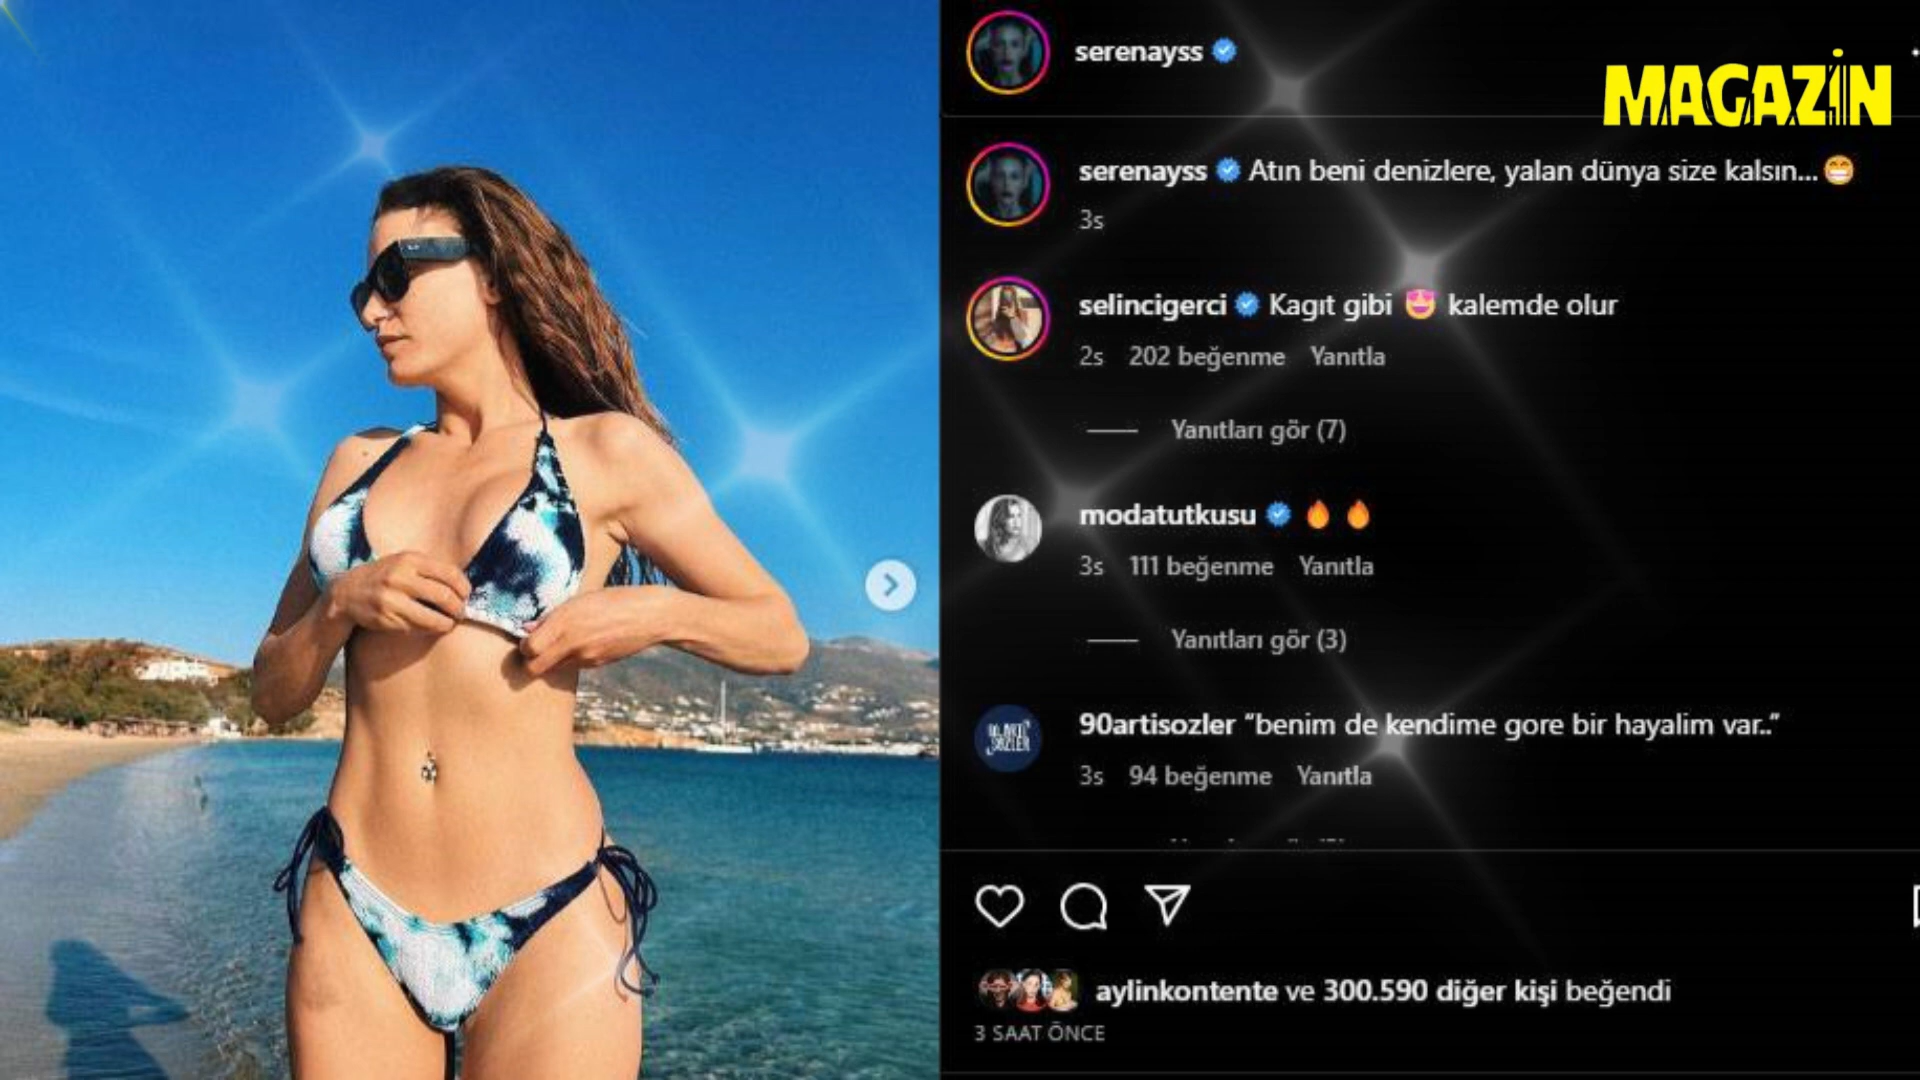 serenayss
MAGAZİN
serenayss Atın beni denizlere, yalan dünya size kalsın...😁
3s
selincigerci Kagıt gibi 😍 kalemde olur
2s 202 beğenme Yanıtla
Yanıtları gör (7)
modatutkusu 🔥 🔥
3s 111 beğenme Yanıtla
Yanıtları gör (3)
90artisozler “benim de kendime gore bir hayalim var..”
3s 94 beğenme Yanıtla
aylinkontente ve 300.590 diğer kişi beğendi
3 SAAT ÖNCE